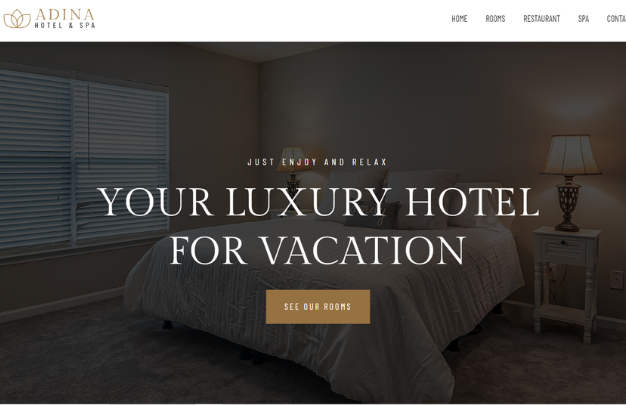 ADINA
HOTEL & SPA
HOME ROOMS RESTAURANT SPA CONTA
JUST ENJOY AND RELAX
YOUR LUXURY HOTEL
FOR VACATION
SEE OUR ROOMS